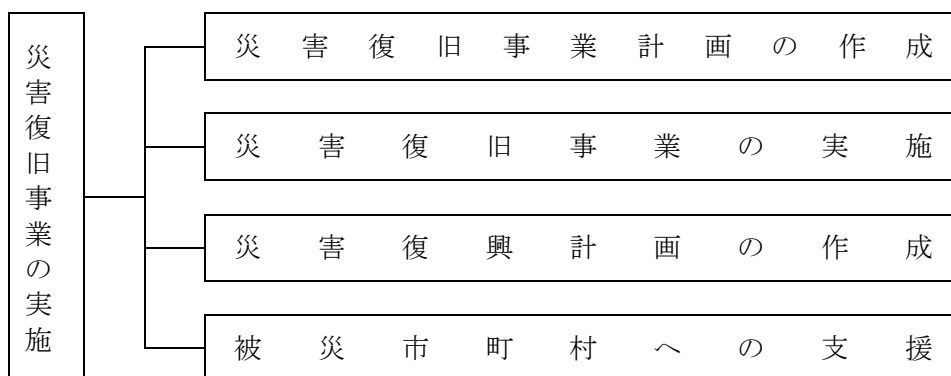 災害復旧事業の実施
災害復旧事業計画の作成
災害復旧事業の実施
災害復興計画の作成
被災市町村への支援